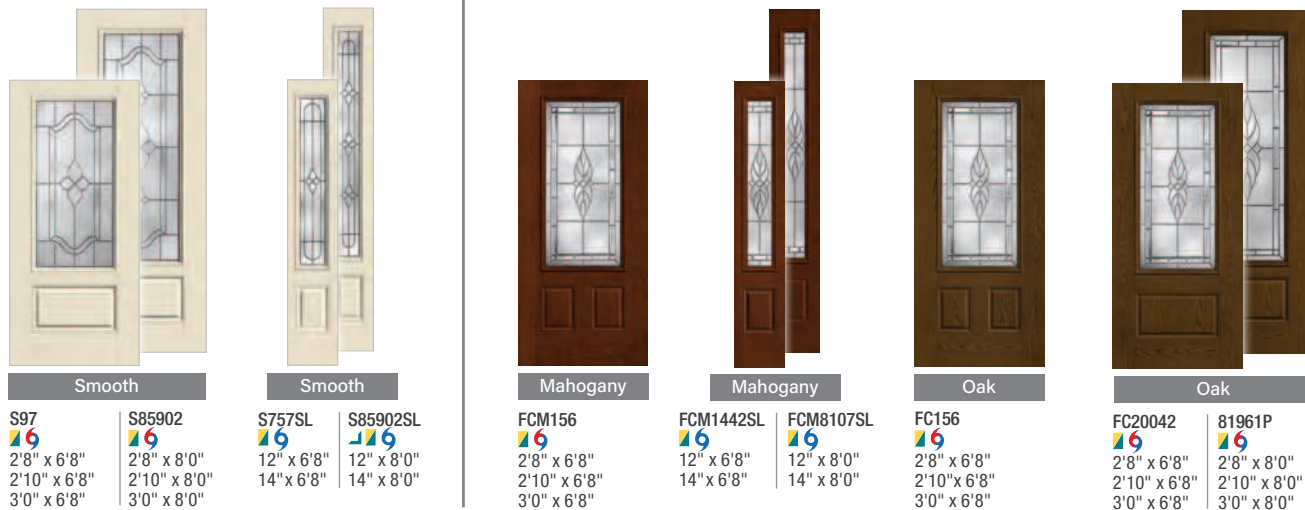 Smooth
S97
2'8" x 6'8"
2'10" x 6'8"
3'0" x 6'8"
S85902
2'8" x 8'0"
2'10" x 8'0"
3'0" x 8'0"
Smooth
S757SL
12" x 6'8"
14"x 6'8"
S85902SL
12" x 8'0"
14" x 8'0"
Mahogany
FCM156
2'8" x 6'8"
2'10" x 6'8"
3'0" x 6'8"
Mahogany
FCM1442SL
12" x 6'8"
14"x 6'8"
FCM8107SL
12" x 8'0"
14" x 8'0"
Oak
FC156
2'8" x 6'8"
2'10"x 6'8"
3'0" x 6'8"
Oak
FC20042
2'8" x 6'8"
2'10" x 6'8"
3'0" x 6'8"
81961P
2'8" x 8'0"
2'10" x 8'0"
3'0" x 8'0"